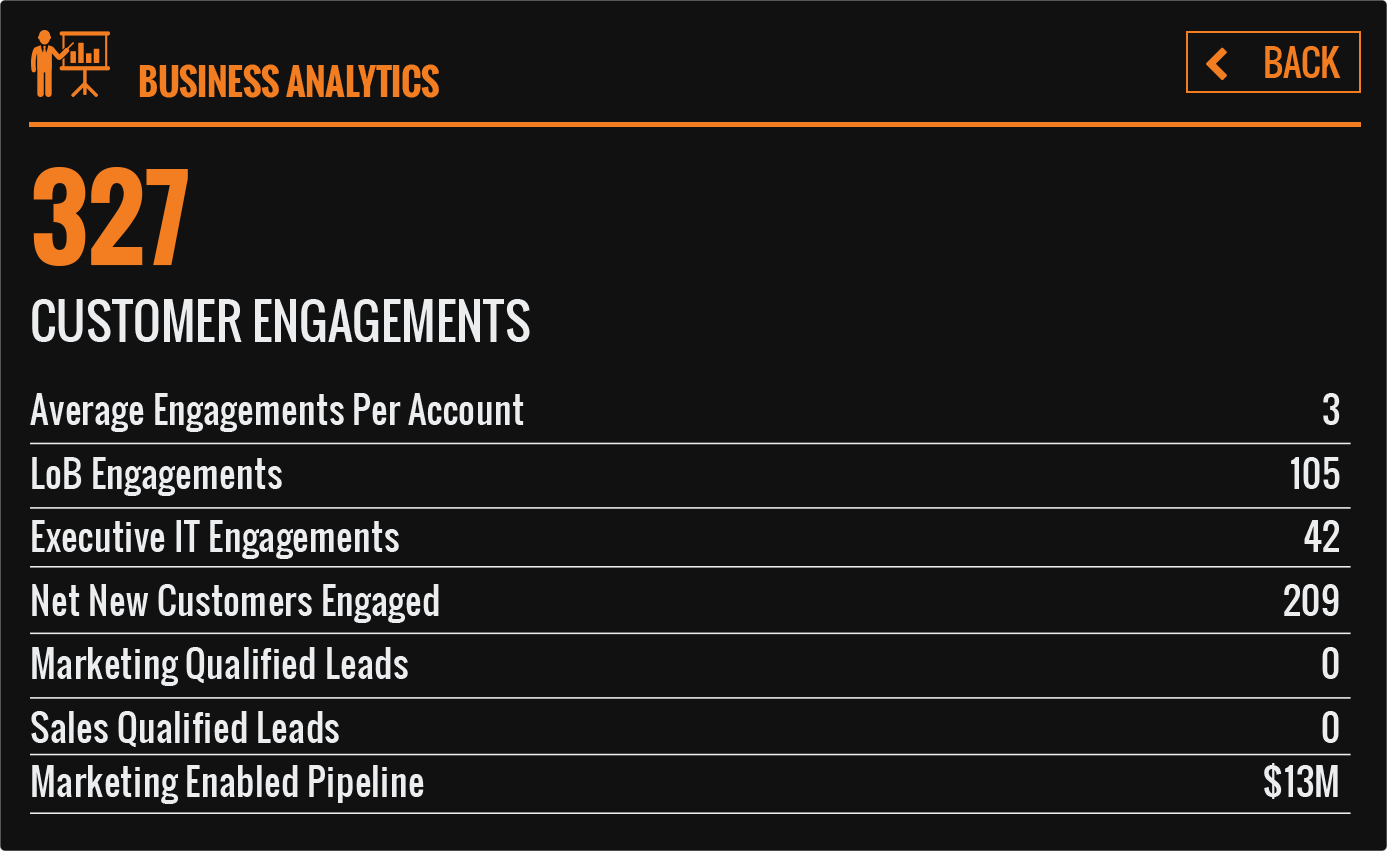 BUSINESS ANALYTICS
BACK
327
CUSTOMER ENGAGEMENTS
Average Engagements Per Account 3
LoB Engagements 105
Executive IT Engagements 42
Net New Customers Engaged 209
Marketing Qualified Leads 0
Sales Qualified Leads 0
Marketing Enabled Pipeline $13M